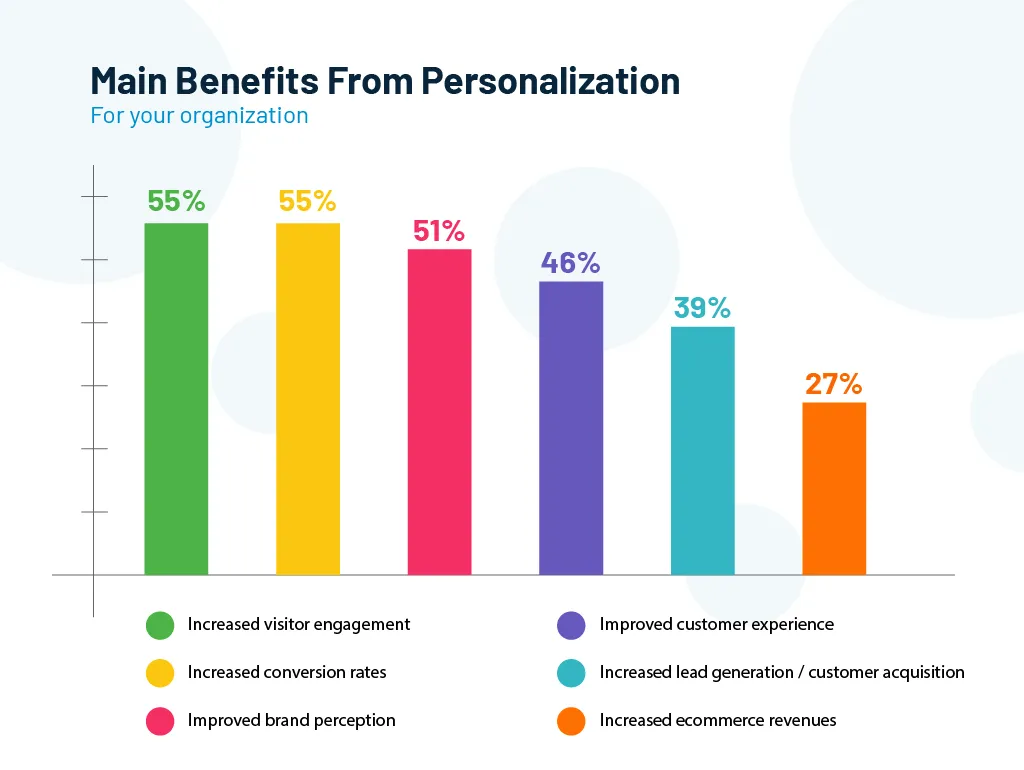 Main Benefits From Personalization
For your organization
55%
55%
51%
46%
39%
27%
Increased visitor engagement
Increased conversion rates
Improved brand perception
Improved customer experience
Increased lead generation / customer acquisition
Increased ecommerce revenues